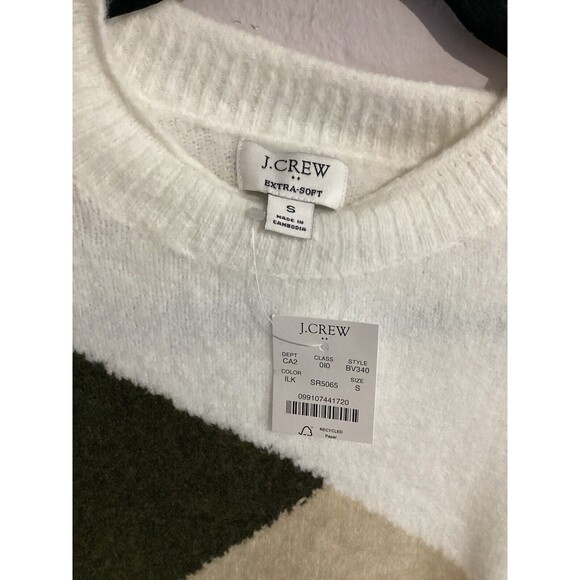 J.CREW
EXTRA-SOFT
S
MADE IN
CAMBODIA
J.CREW
DEPT CLASS STYLE
CA2 0I0 BV340
COLOR SIZE
ILK SR5065 S
099107441720
RECYCLED
Paper